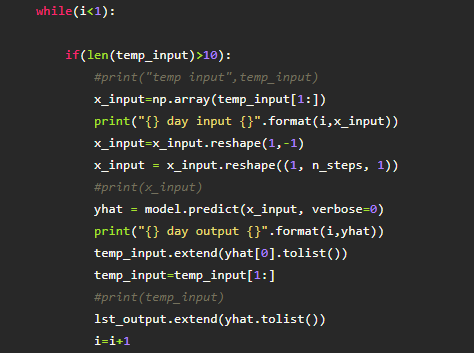 while(i<1):
if(len(temp_input)>10):
#print("temp input",temp_input)
x_input=np.array(temp_input[1:])
print("{} day input {}".format(i,x_input))
x_input=x_input.reshape(1,-1)
x_input = x_input.reshape((1, n_steps, 1))
#print(x_input)
yhat = model.predict(x_input, verbose=0)
print("{} day output {}".format(i,yhat))
temp_input.extend(yhat[0].tolist())
temp_input=temp_input[1:]
#print(temp_input)
lst_output.extend(yhat.tolist())
i=i+1